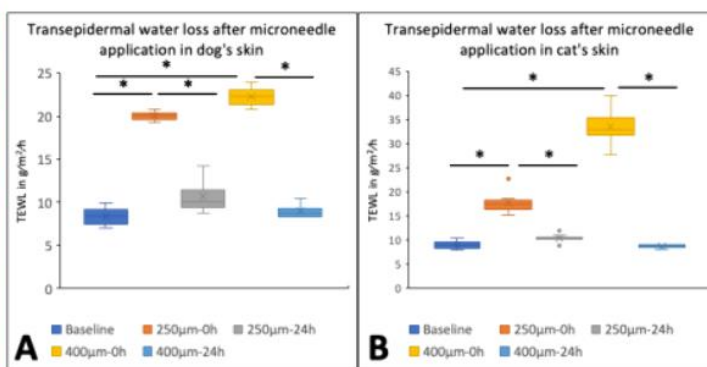 Transepidermal water loss after microneedle
application in dog's skin
* * * *
25
20
15
10
5
0
TEWL in g/m²/h
Baseline 250µm-0h 250µm-24h
400µm-0h 400µm-24h
A
Transepidermal water loss after microneedle
application in cat's skin
* * * *
45
40
35
30
25
20
15
10
5
0
TEWL in g/m²/h
Baseline 250µm-0h 250µm-24h
400µm-0h 400µm-24h
B